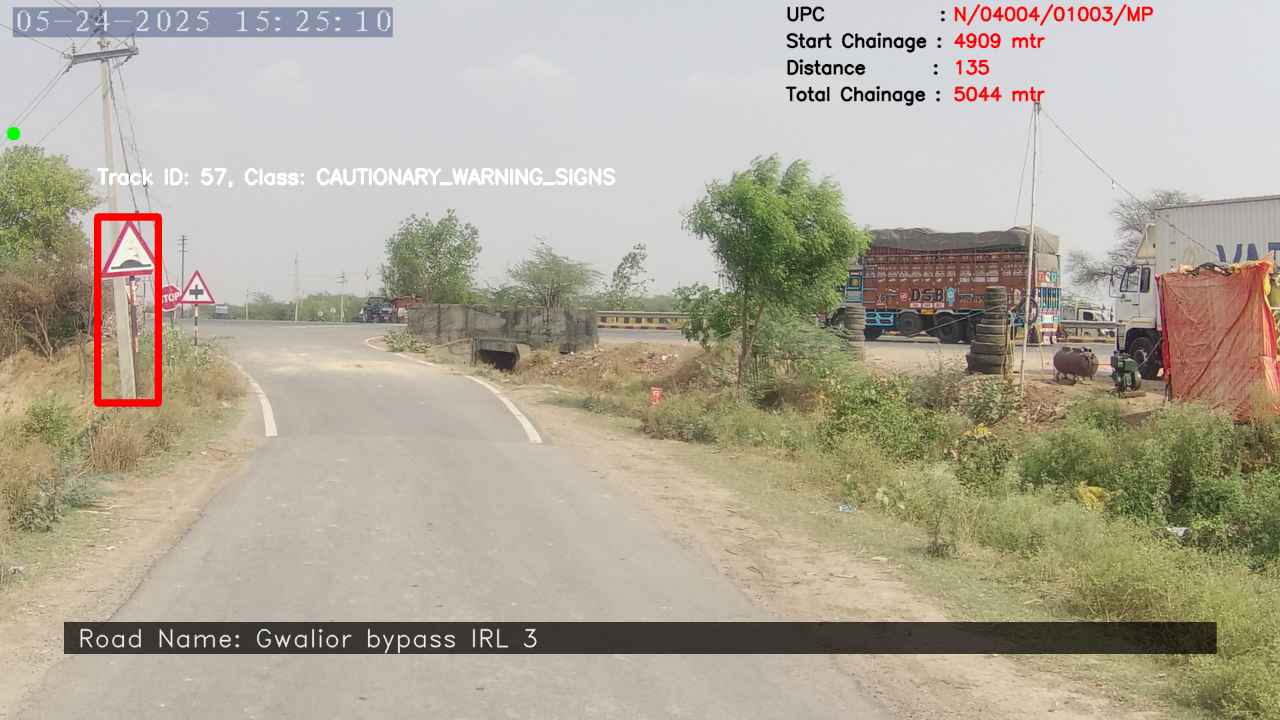 05-24-2025 15:25:10
UPC : N/04004/01003/MP
Start Chainage : 4909 mtr
Distance : 135
Total Chainage : 5044 mtr
Track ID: 57, Class: CAUTIONARY_WARNING_SIGNS
STOP
Road Name: Gwalior bypass IRL 3